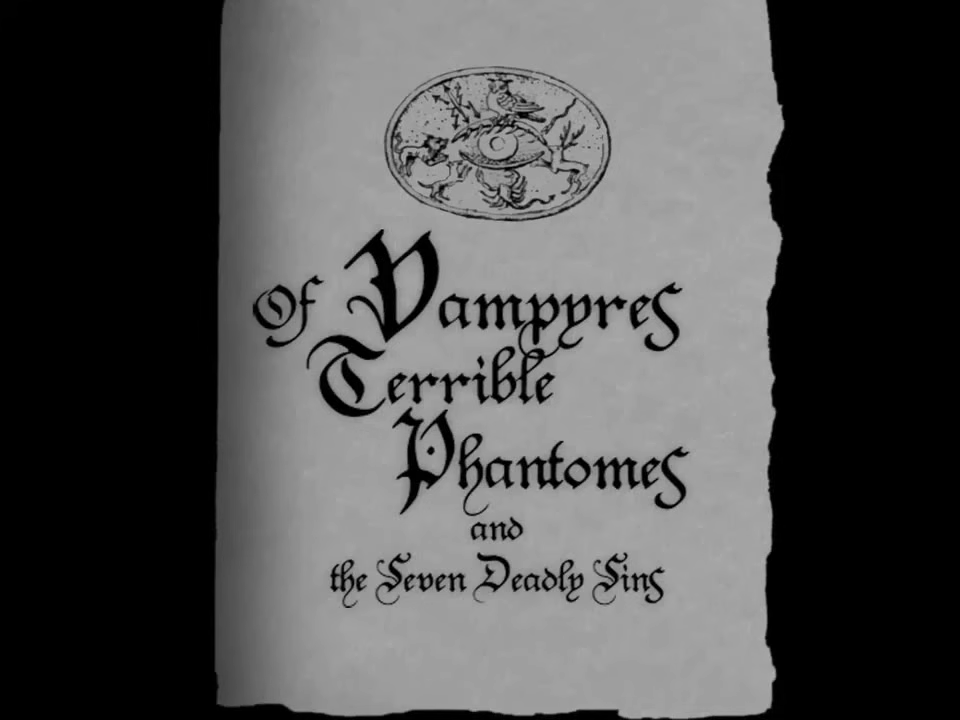 Of Vampyres
Terrible
Phantomes
and
the Seven Deadly Sins